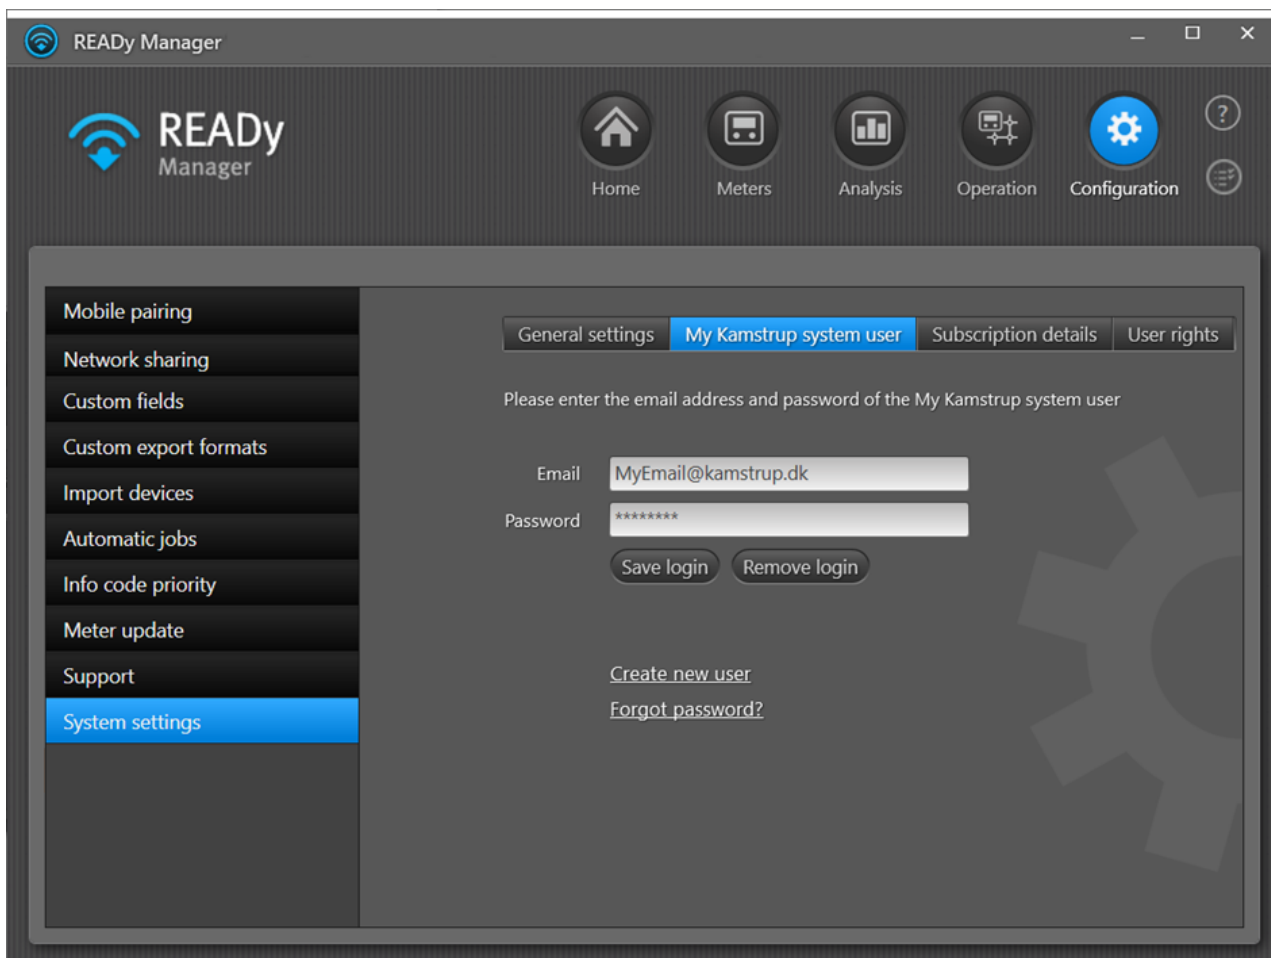 READy Manager
READy
Manager
Home
Meters
Analysis
Operation
Configuration
?
Mobile pairing
Network sharing
Custom fields
Custom export formats
Import devices
Automatic jobs
Info code priority
Meter update
Support
System settings
General settings
My Kamstrup system user
Subscription details
User rights
Please enter the email address and password of the My Kamstrup system user
Email
MyEmail@kamstrup.dk
Password
********
Save login
Remove login
Create new user
Forgot password?